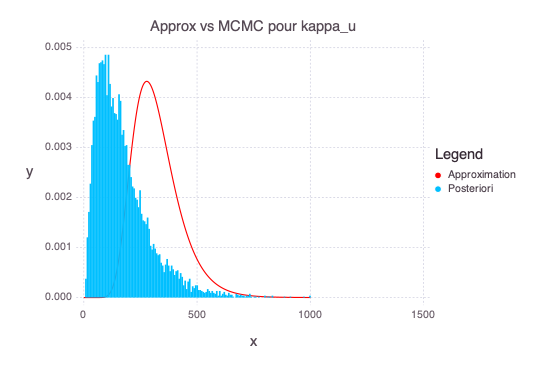 Approx vs MCMC pour kappa_u
0.005
0.004
0.003
0.002
0.001
0.000
y
0
500
1000
1500
x
Legend
Approximation
Posteriori